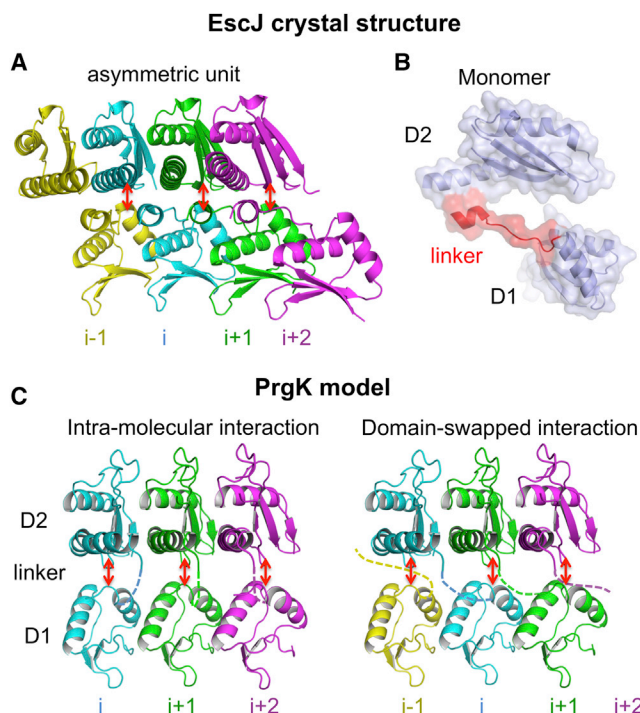 EscJ crystal structure
A
asymmetric unit
i-1
i
i+1
i+2
B
Monomer
D2
linker
D1
PrgK model
C
Intra-molecular interaction
D2
linker
D1
i
i+1
i+2
Domain-swapped interaction
i-1
i
i+1
i+2